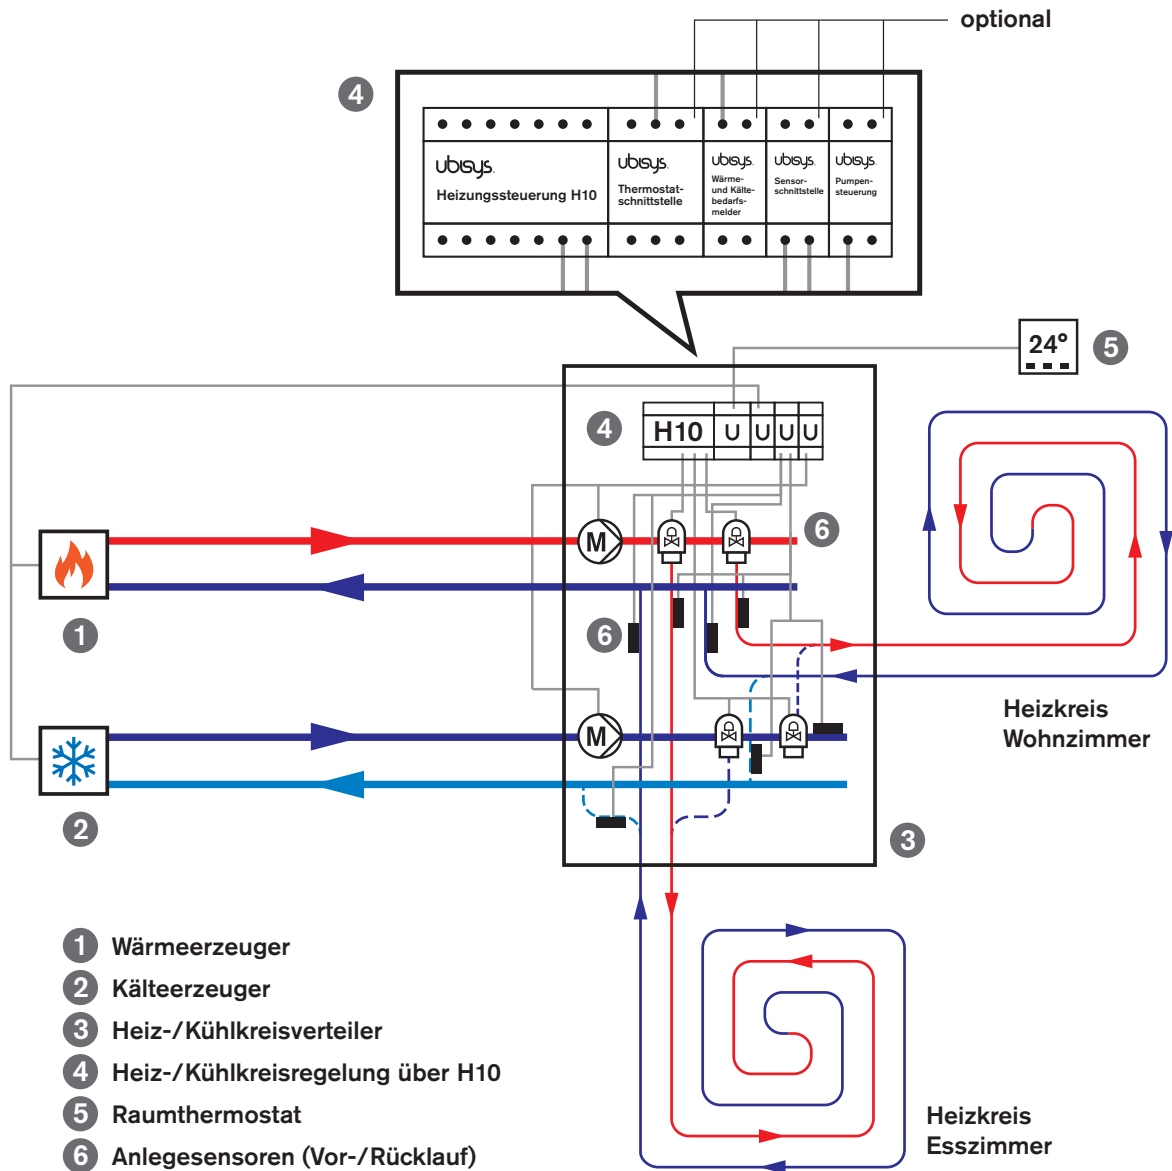 optional
4
ubisys.
Heizungssteuerung H10
ubisys.
Thermostat-
schnittstelle
ubisys.
Wärme-
und Kälte-
bedarfs-
melder
ubisys.
Sensor-
schnittstelle
ubisys.
Pumpen-
steuerung
24°
5
4
H10
U
U
U
U
M
6
1
6
M
2
3
Heizkreis
Wohnzimmer
1 Wärmeerzeuger
2 Kälteerzeuger
3 Heiz-/Kühlkreisverteiler
4 Heiz-/Kühlkreisregelung über H10
5 Raumthermostat
6 Anlegesensoren (Vor-/Rücklauf)
Heizkreis
Esszimmer